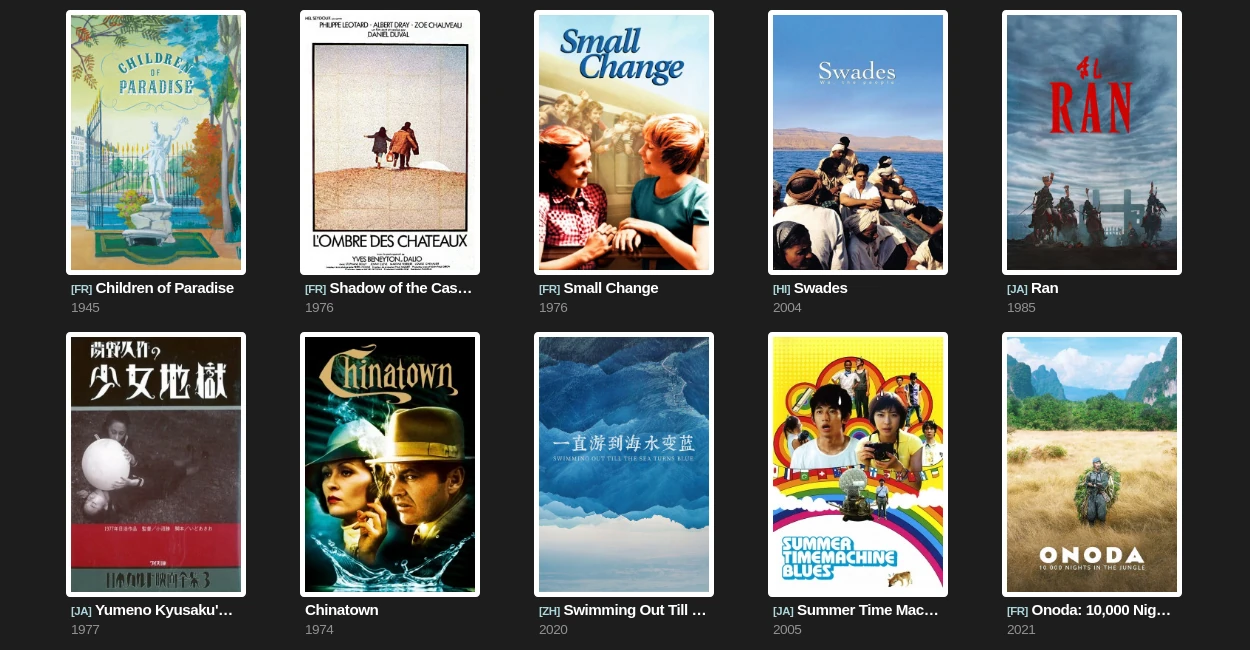 CHILDREN
OF
PARADISE
PHILIPPE LEOTARD · ALBERT DRAY · ZOE CHAUVEAU
DANIEL DUVAL
L'OMBRE DES CHATEAUX
YVES BENEYTON, DALIO
Small
Change
Swades
We, the people
乱
RAN
[FR] Children of Paradise
1945
[FR] Shadow of the Cas...
1976
[FR] Small Change
1976
[HI] Swades
2004
[JA] Ran
1985
夢野久作の
少女地獄
Chinatown
一直游到海水变蓝
SWIMMING OUT TILL THE SEA TURNS BLUE
SUMMER
TIMEMACHINE
BLUES
ONODA
10 000 NIGHTS IN THE JUNGLE
[JA] Yumeno Kyusaku'...
1977
Chinatown
1974
[ZH] Swimming Out Till ...
2020
[JA] Summer Time Mac...
2005
[FR] Onoda: 10,000 Nig...
2021